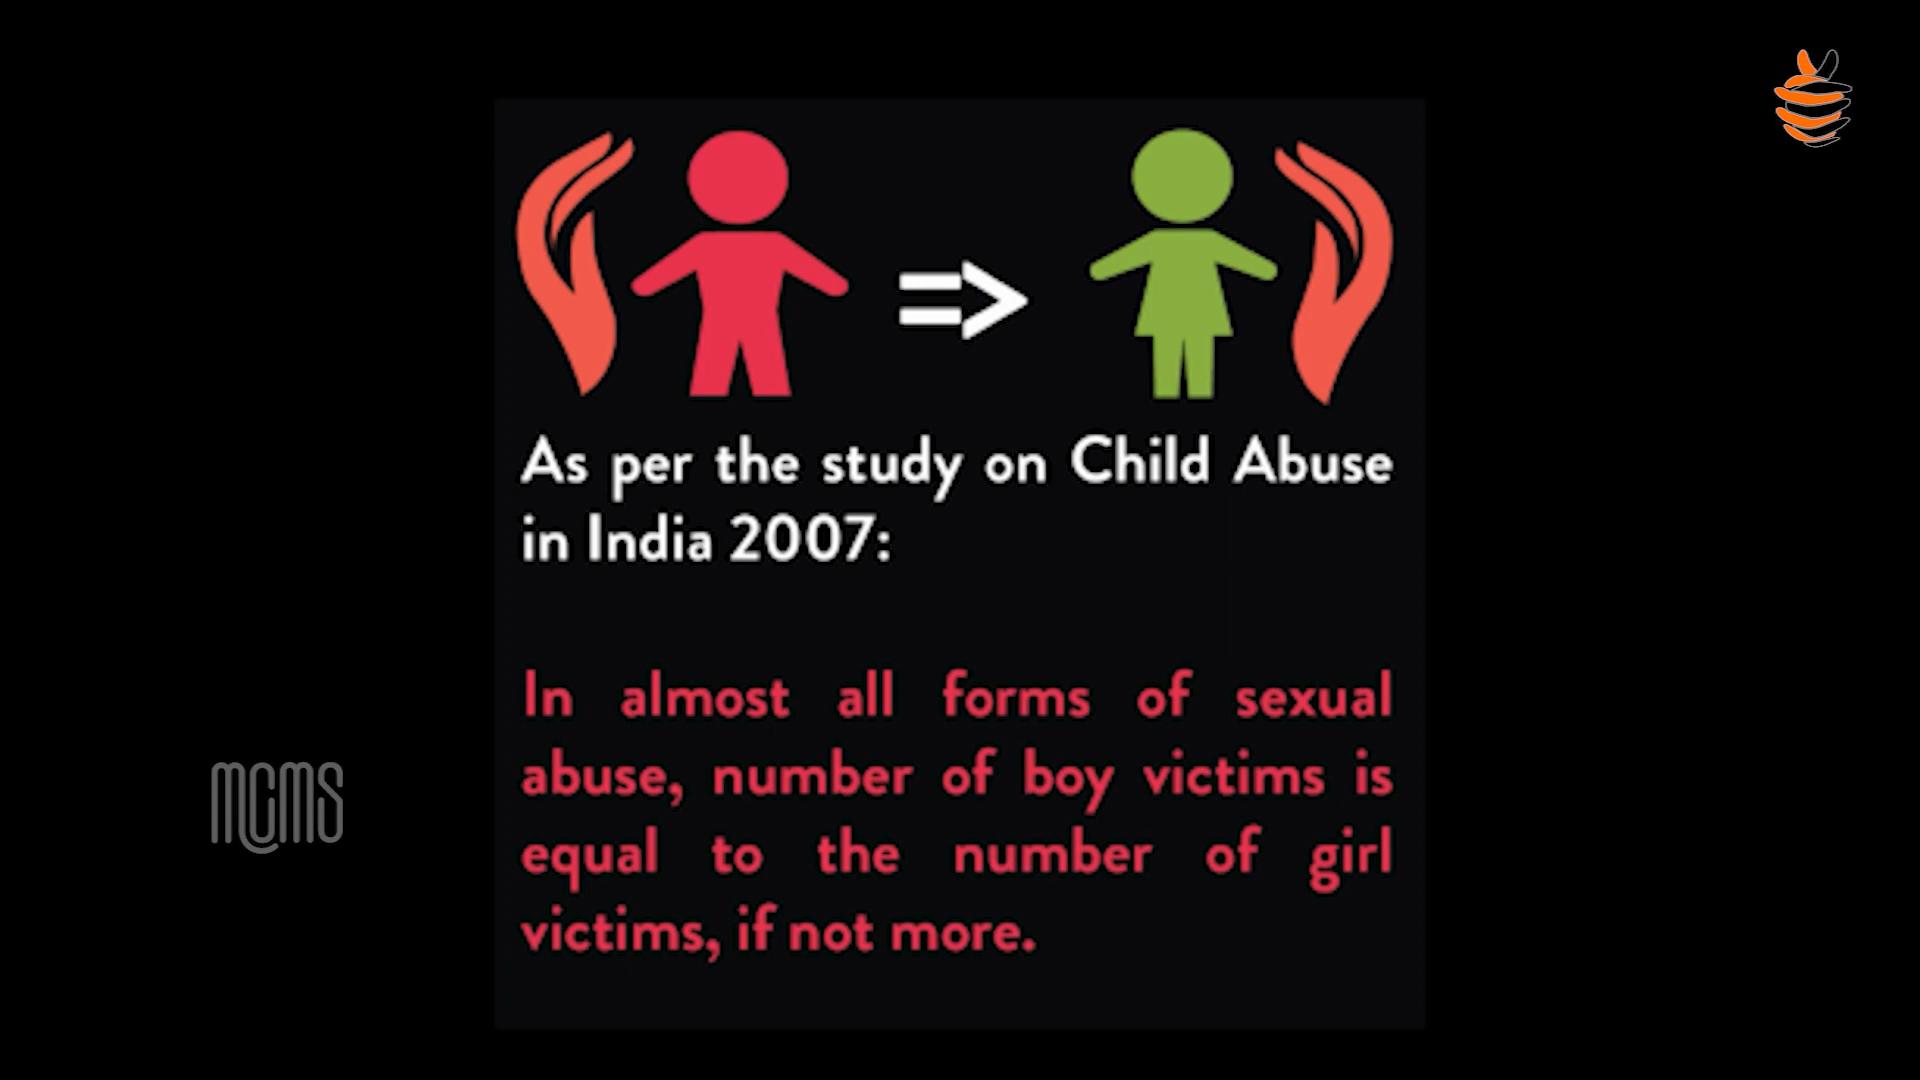 As per the study on Child Abuse
in India 2007:
In almost all forms of sexual
abuse, number of boy victims is
equal to the number of girl
victims, if not more.
mcms